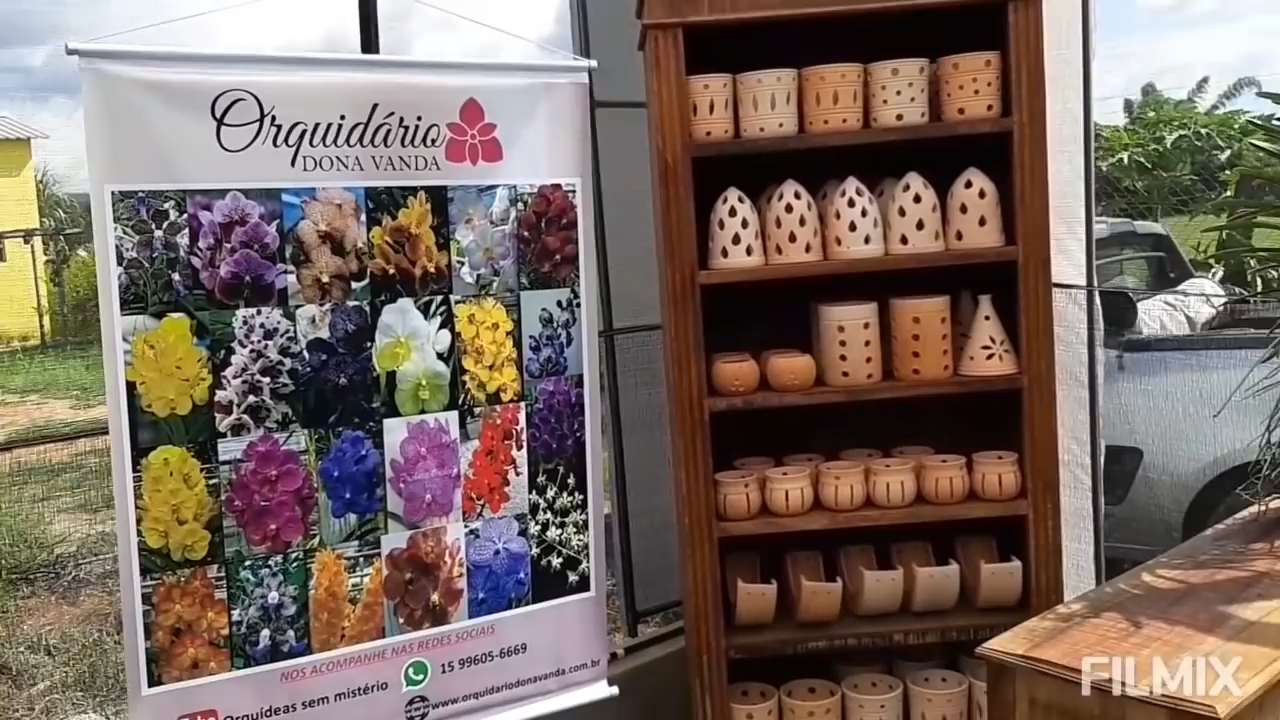 Orquidário
DONA VANDA
NOS ACOMPANHE NAS REDES SOCIAIS
15 99605-6669
Orquídeas sem mistério
www.orquidariodonavanda.com.br
FILMIX